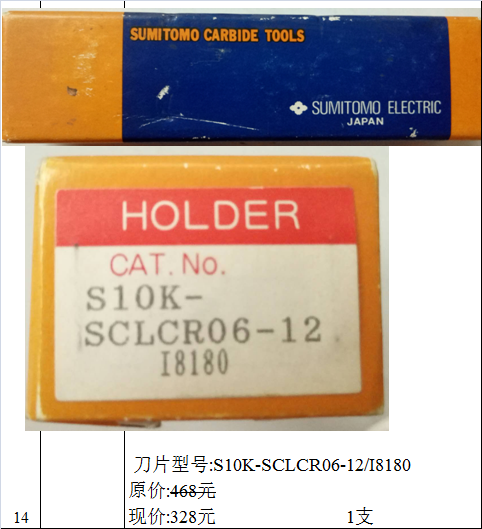 SUMITOMO CARBIDE TOOLS
SUMITOMO ELECTRIC
JAPAN
HOLDER
CAT. No.
S10K-
SCLCR06-12
I8180
刀片型号:S10K-SCLCR06-12/I8180
原价:468元
14 现价:328元 1支